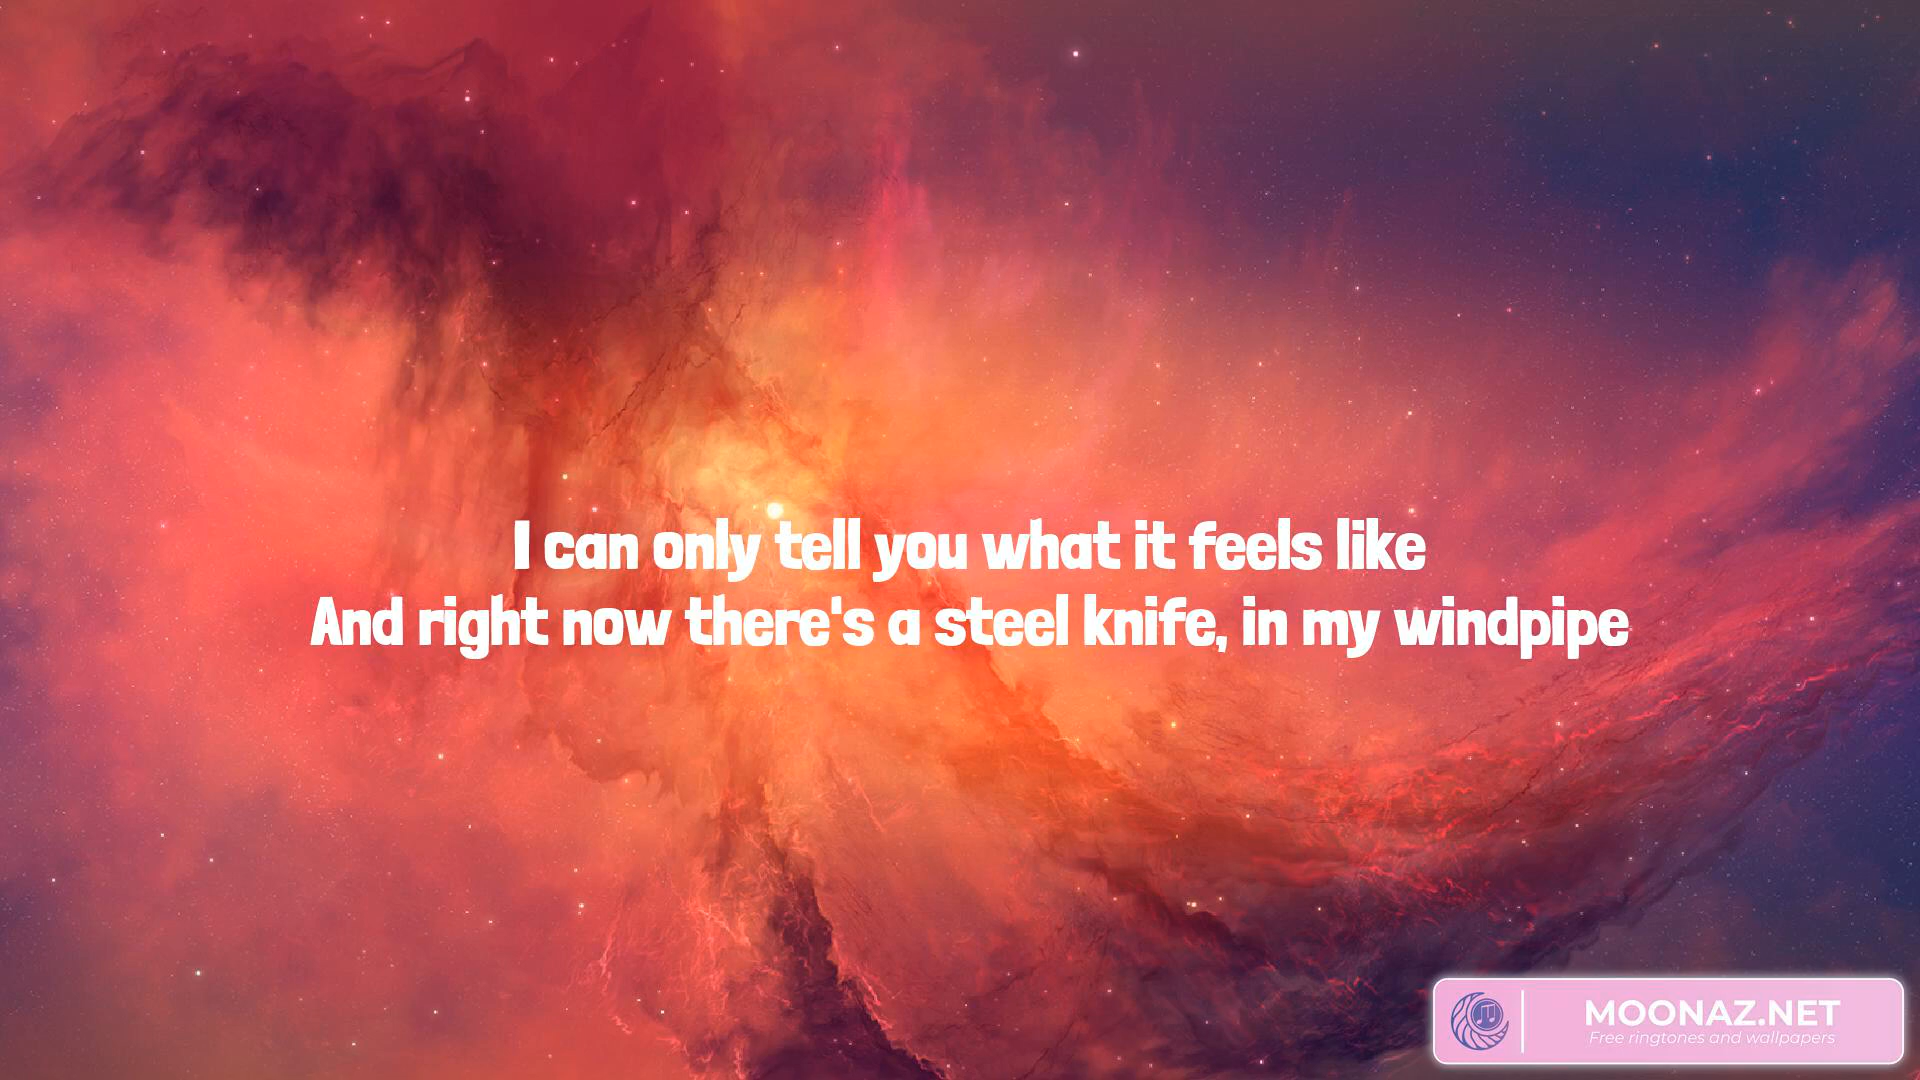 I can only tell you what it feels like
And right now there's a steel knife, in my windpipe
MOONAZ.NET
Free ringtones and wallpapers